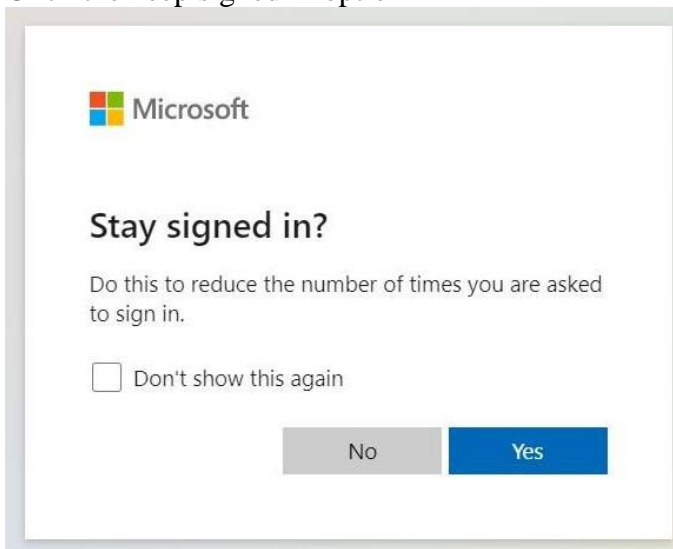 Microsoft
Stay signed in?
Do this to reduce the number of times you are asked
to sign in.
Don't show this again
No
Yes